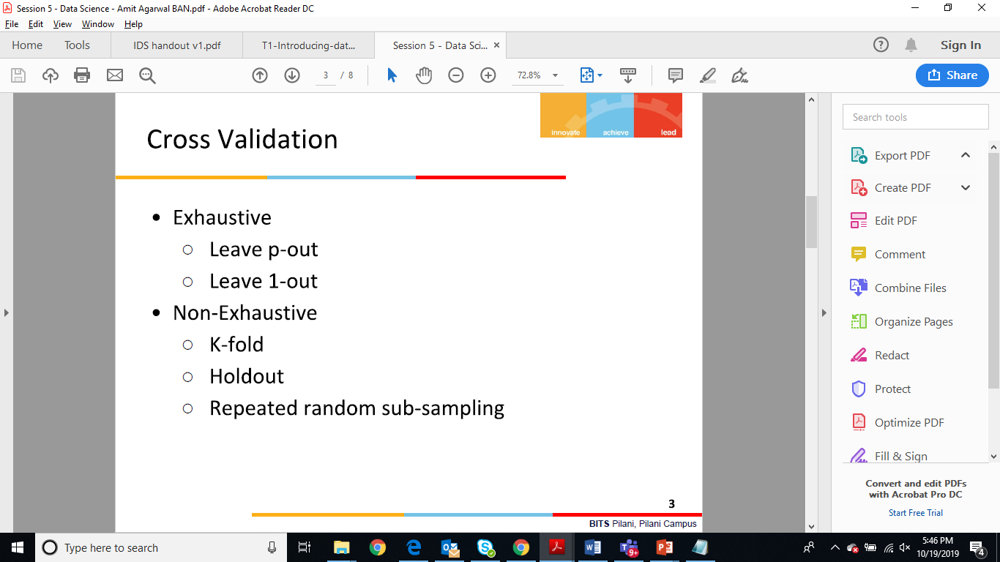 Session 5 - Data Science - Amit Agarwal BAN.pdf - Adobe Acrobat Reader DC
File Edit View Window Help
Home Tools IDS handout v1.pdf T1-Introducing-dat... Session 5 - Data Sci... ×
Sign In
3 / 8 72.8% Share
innovate achieve lead
Cross Validation
• Exhaustive
○ Leave p-out
○ Leave 1-out
• Non-Exhaustive
○ K-fold
○ Holdout
○ Repeated random sub-sampling
3
BITS Pilani, Pilani Campus
Search tools
Export PDF
Create PDF
Edit PDF
Comment
Combine Files
Organize Pages
Redact
Protect
Optimize PDF
Fill & Sign
Convert and edit PDFs
with Acrobat Pro DC
Start Free Trial
Type here to search
9+
5:46 PM
10/19/2019
4